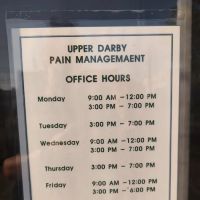 UPPER DARBY
PAIN MANAGEMAENT
OFFICE HOURS
Monday 9:00 AM – 12:00 PM
3:00 PM – 7:00 PM
Tuesday 3:00 PM – 7:00 PM
Wednesday 9:00 AM – 12:00 PM
3:00 PM – 7:00 PM
Thursday 3:00 PM – 7:00 PM
Friday 9:00 AM – 12:00 PM
3:00 PM – 6:00 PM